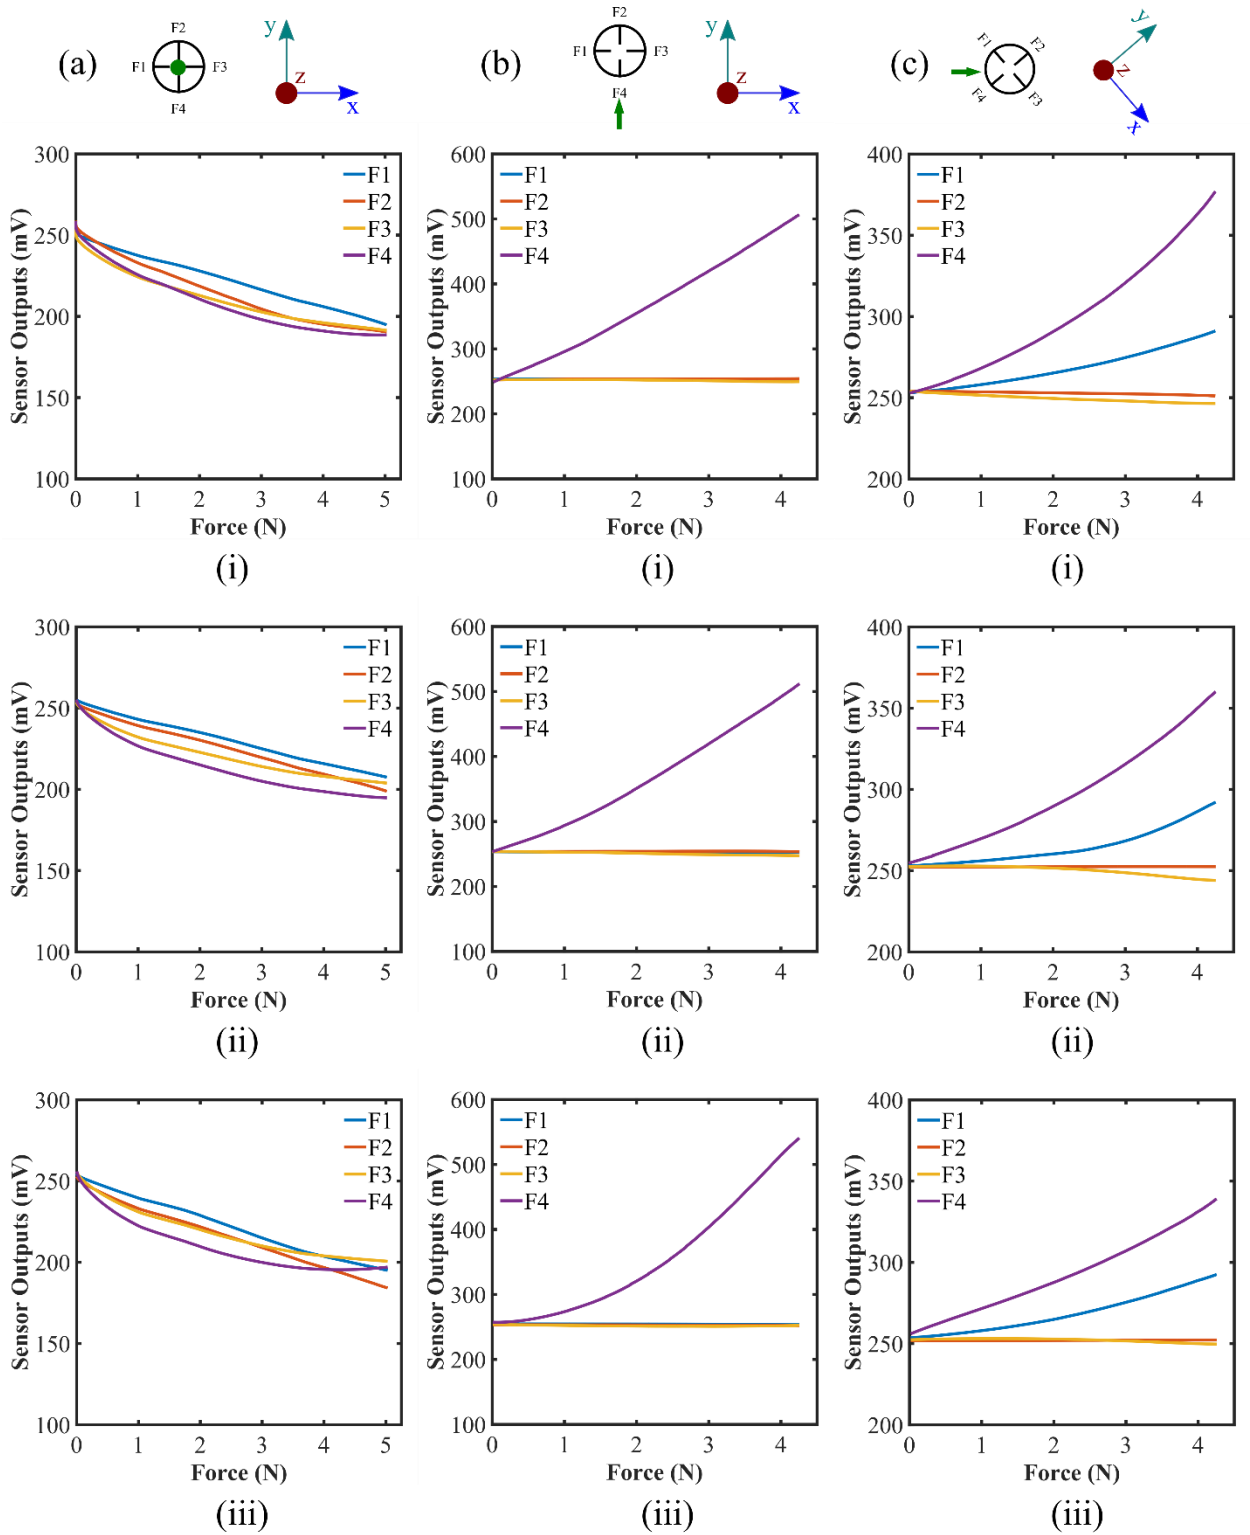 (a) F2 F1 F3 F4 y z x
(b) F2 F1 F3 F4 y z x
(c) F1 F2 F4 F3 y z x
Sensor Outputs (mV)
300
250
200
150
100
F1
F2
F3
F4
0 1 2 3 4 5
Force (N)
(i)
Sensor Outputs (mV)
600
500
400
300
200
100
F1
F2
F3
F4
0 1 2 3 4
Force (N)
(i)
Sensor Outputs (mV)
400
350
300
250
200
F1
F2
F3
F4
0 1 2 3 4
Force (N)
(i)
Sensor Outputs (mV)
300
250
200
150
100
F1
F2
F3
F4
0 1 2 3 4 5
Force (N)
(ii)
Sensor Outputs (mV)
600
500
400
300
200
100
F1
F2
F3
F4
0 1 2 3 4
Force (N)
(ii)
Sensor Outputs (mV)
400
350
300
250
200
F1
F2
F3
F4
0 1 2 3 4
Force (N)
(ii)
Sensor Outputs (mV)
300
250
200
150
100
F1
F2
F3
F4
0 1 2 3 4 5
Force (N)
(iii)
Sensor Outputs (mV)
600
500
400
300
200
100
F1
F2
F3
F4
0 1 2 3 4
Force (N)
(iii)
Sensor Outputs (mV)
400
350
300
250
200
F1
F2
F3
F4
0 1 2 3 4
Force (N)
(iii)